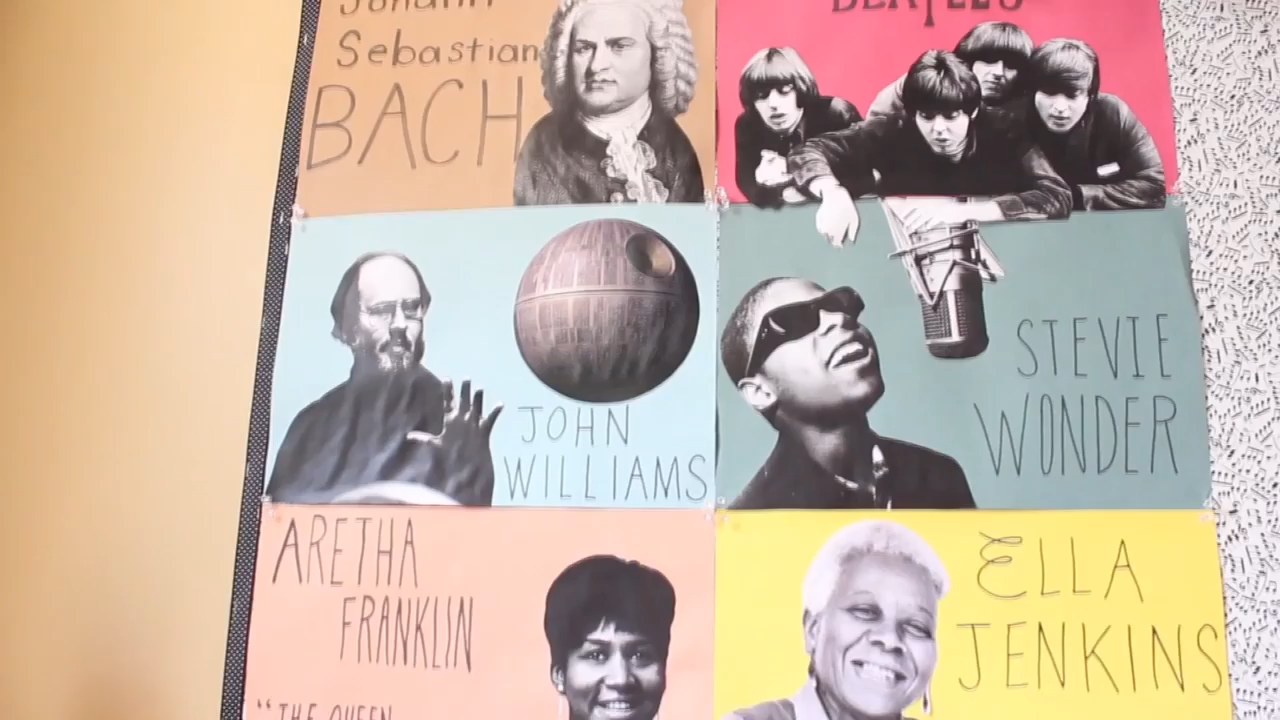 Johann
Sebastian
BACH
BEATLES
JOHN
WILLIAMS
STEVIE
WONDER
ARETHA
FRANKLIN
"THE QUEEN
ELLA
JENKINS